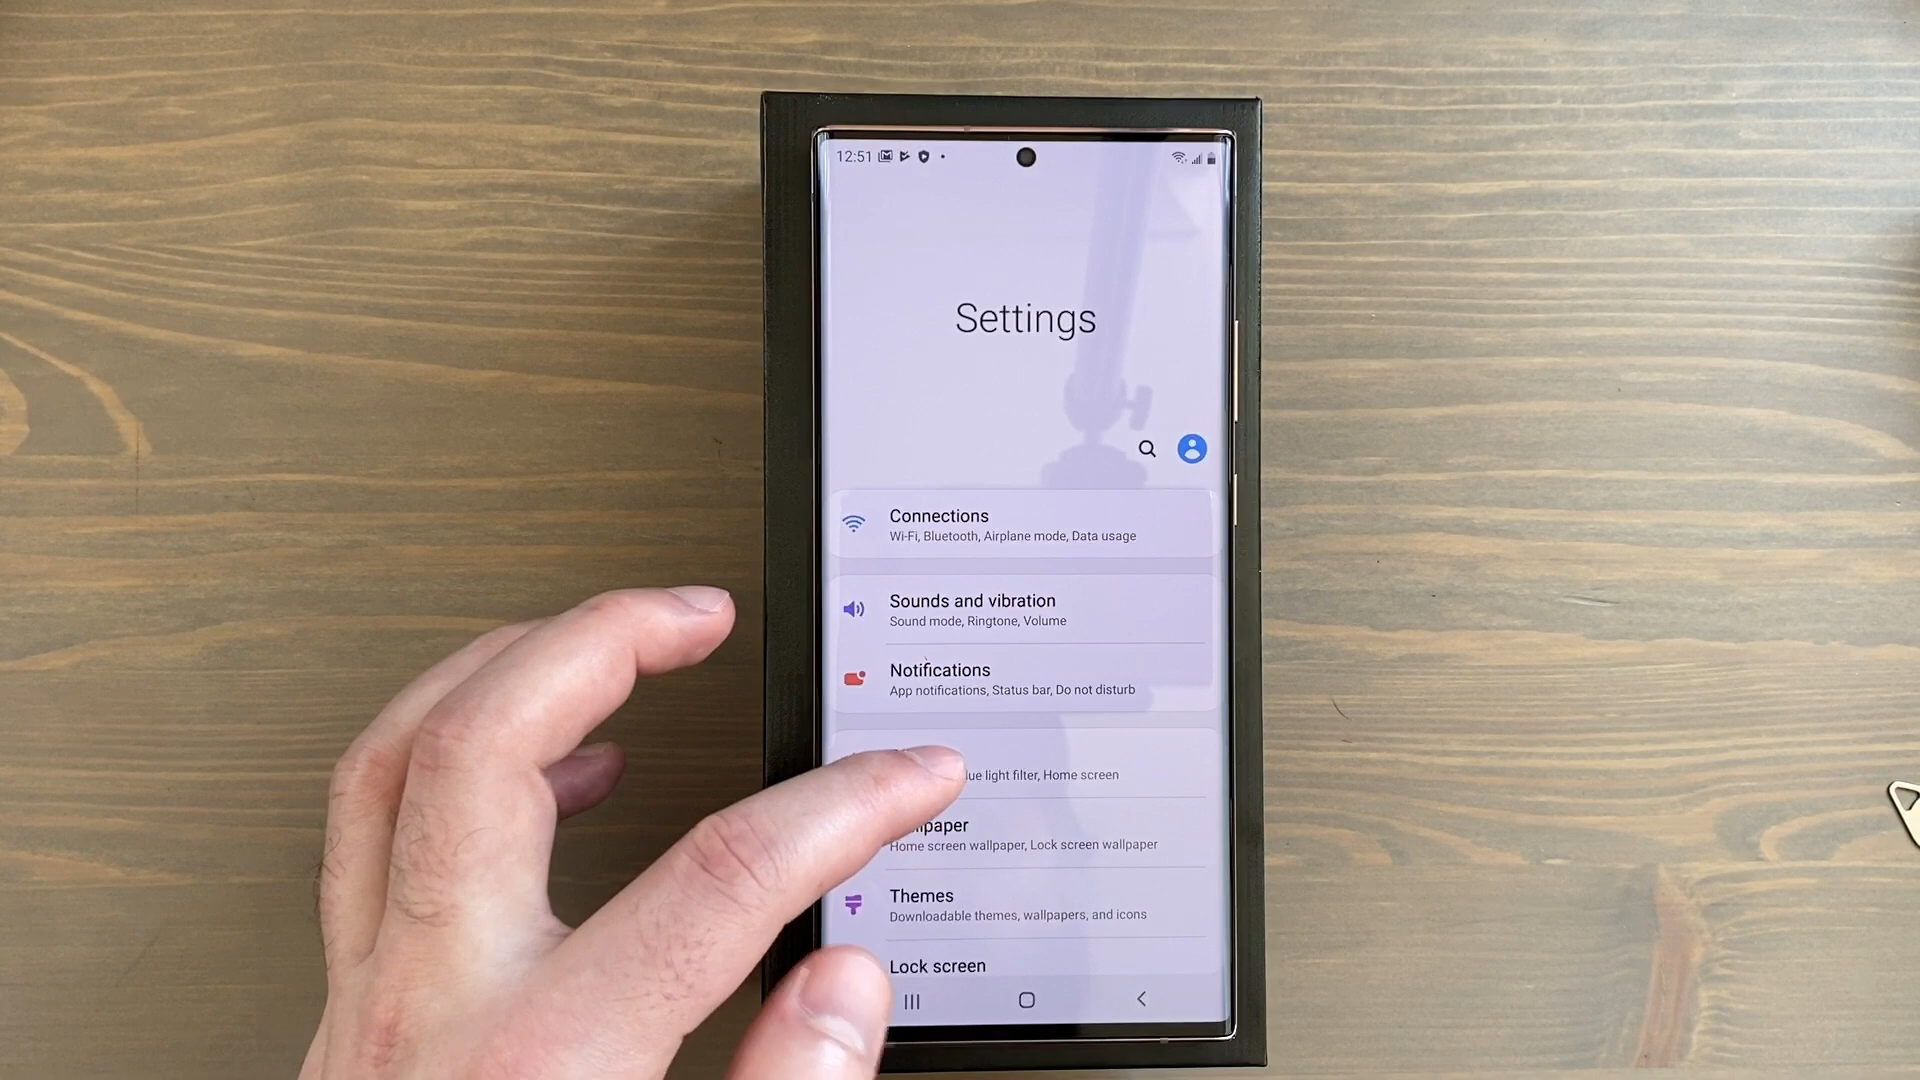 12:51
Settings
Connections
Wi-Fi, Bluetooth, Airplane mode, Data usage
Sounds and vibration
Sound mode, Ringtone, Volume
Notifications
App notifications, Status bar, Do not disturb
light filter, Home screen
Home screen wallpaper, Lock screen wallpaper
Themes
Downloadable themes, wallpapers, and icons
Lock screen